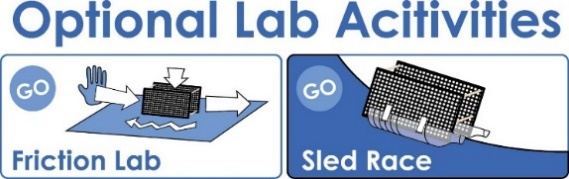 Optional Lab Acitivities
GO
Friction Lab
GO
Sled Race